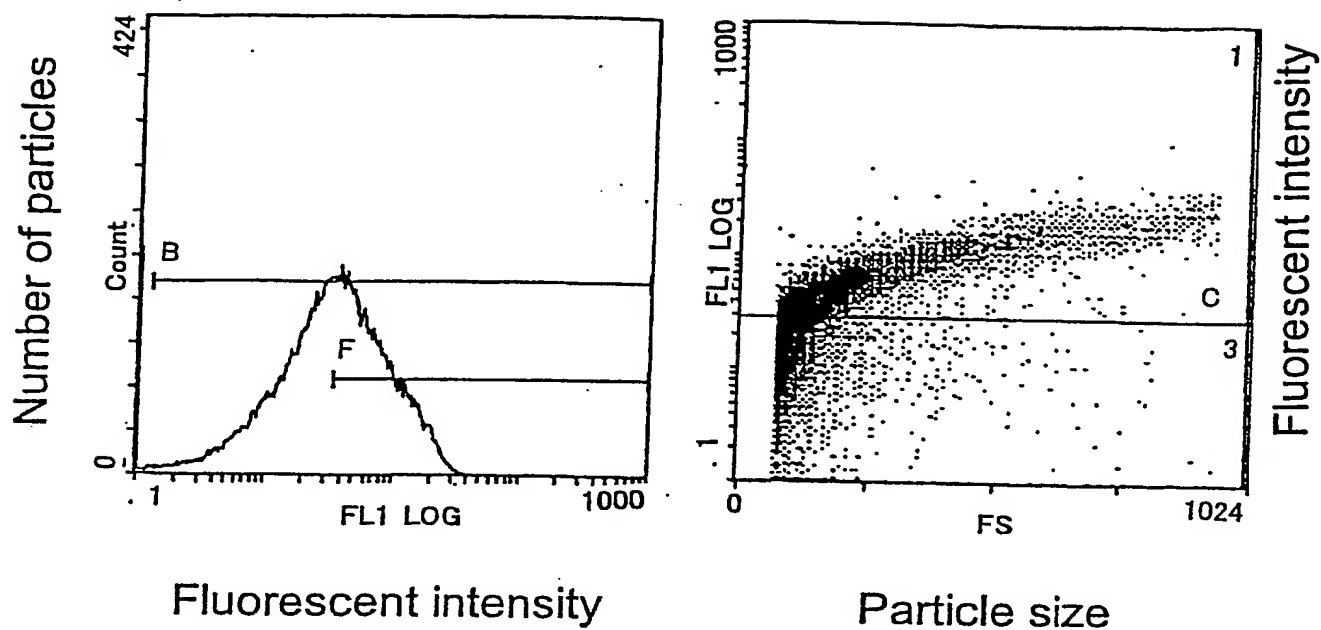 Number of particles
424
Count
0
B
F
.1
1000
FL1 LOG
Fluorescent intensity
1000
FL1 LOG
.1
1
C
3
0
1024
FS
Particle size
Fluorescent intensity